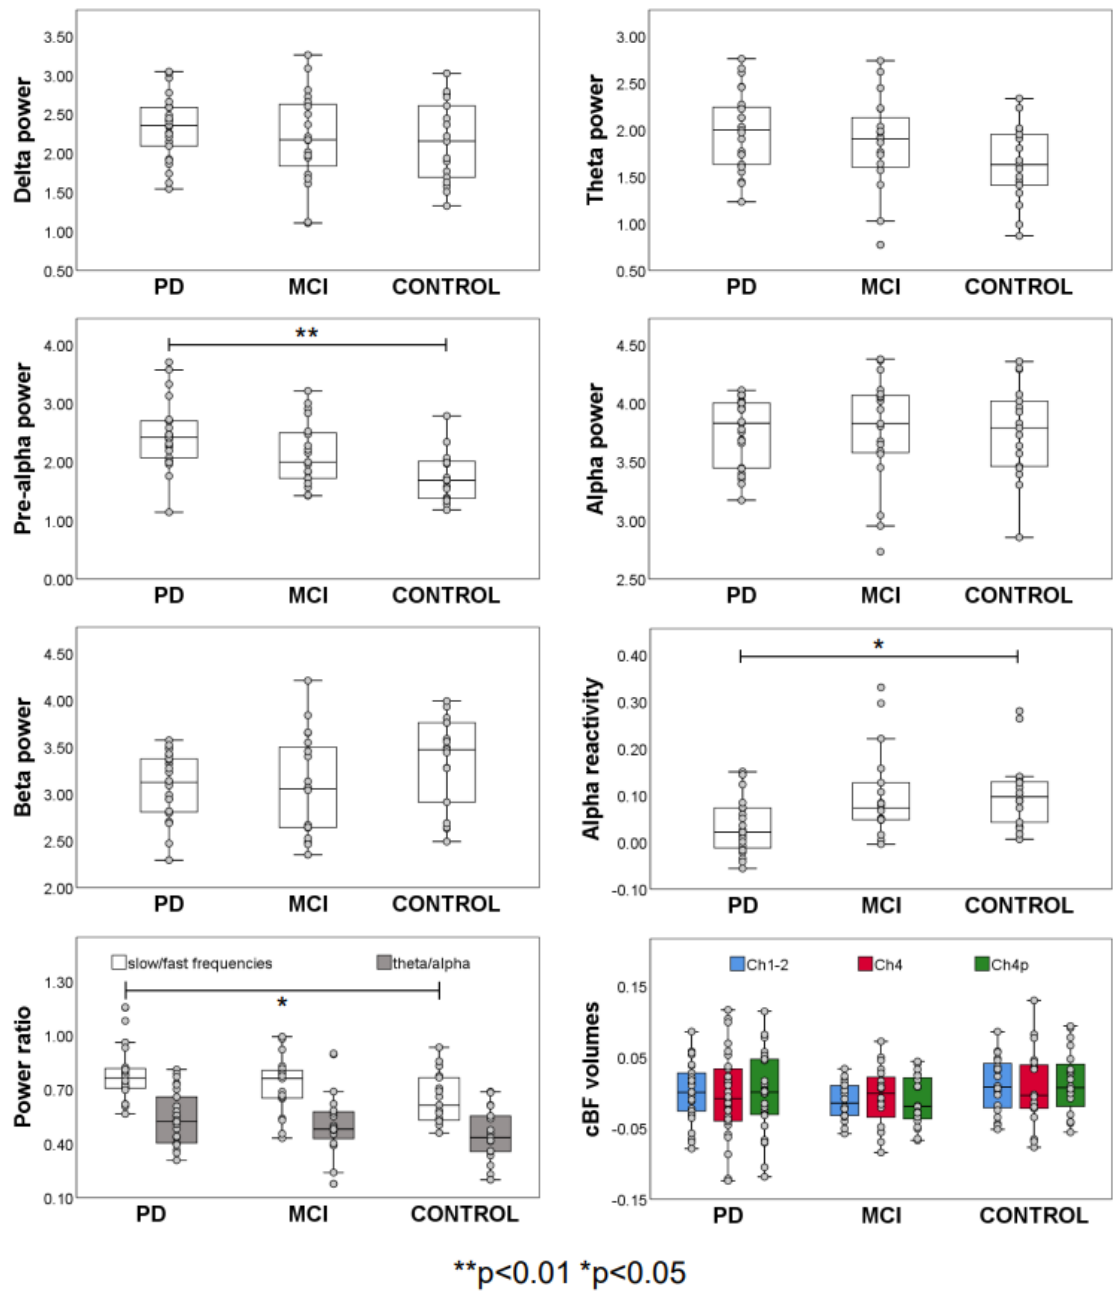 Delta power
3.50
3.00
2.50
2.00
1.50
1.00
0.50
PD MCI CONTROL
Theta power
3.00
2.50
2.00
1.50
1.00
0.50
PD MCI CONTROL
Pre-alpha power
4.00
3.00
2.00
1.00
0.00
**
PD MCI CONTROL
Alpha power
4.50
4.00
3.50
3.00
2.50
PD MCI CONTROL
Beta power
4.50
4.00
3.50
3.00
2.50
2.00
PD MCI CONTROL
Alpha reactivity
0.40
0.30
0.20
0.10
0.00
-0.10
*
PD MCI CONTROL
Power ratio
slow/fast frequencies theta/alpha
1.30
1.00
0.70
0.40
0.10
*
PD MCI CONTROL
cBF volumes
Ch1-2 Ch4 Ch4p
0.15
0.05
-0.05
-0.15
PD MCI CONTROL
**p<0.01 *p<0.05